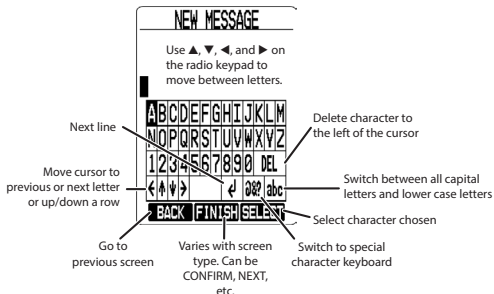 NEW MESSAGE
Use ▲, ▼, ◀, and ▶ on
the radio keypad to
move between letters.
ABCDEFGHIJKLM
NOPQRSTUVWXYZ
1234567890 DEL
←↑↓→ ↲ @&? abc
BACK FINISH SELECT
Next line
Move cursor to
previous or next letter
or up/down a row
Go to
previous screen
Varies with screen
type. Can be
CONFIRM, NEXT,
etc.
Delete character to
the left of the cursor
Switch between all capital
letters and lower case letters
Select character chosen
Switch to special
character keyboard